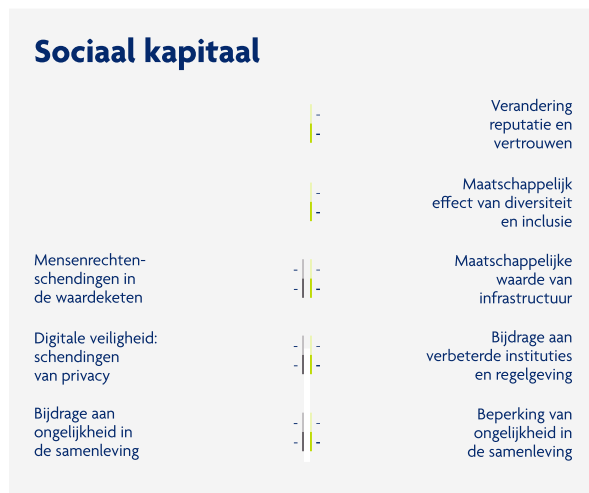 Sociaal kapitaal
-
-
Verandering
reputatie en
vertrouwen
-
-
Maatschappelijk
effect van diversiteit
en inclusie
Mensenrechten-
schendingen in
de waardeketen
- -
- -
Maatschappelijke
waarde van
infrastructuur
Digitale veiligheid:
schendingen
van privacy
- -
- -
Bijdrage aan
verbeterde instituties
en regelgeving
Bijdrage aan
ongelijkheid in
de samenleving
- -
- -
Beperking van
ongelijkheid in
de samenleving